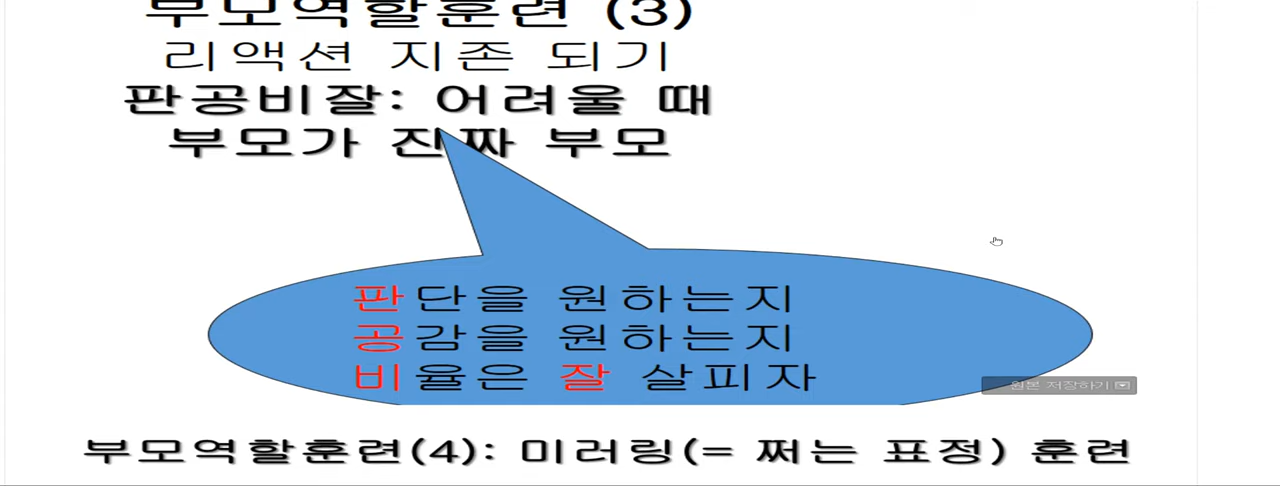 부모역할훈련 (3)
리액션 지존 되기
판공비잘: 어려울 때
부모가 진짜 부모
판단을 원하는지
공감을 원하는지
비율은 잘 살피자
원본 저장하기
부모역할훈련(4): 미러링(= 쩌는 표정) 훈련